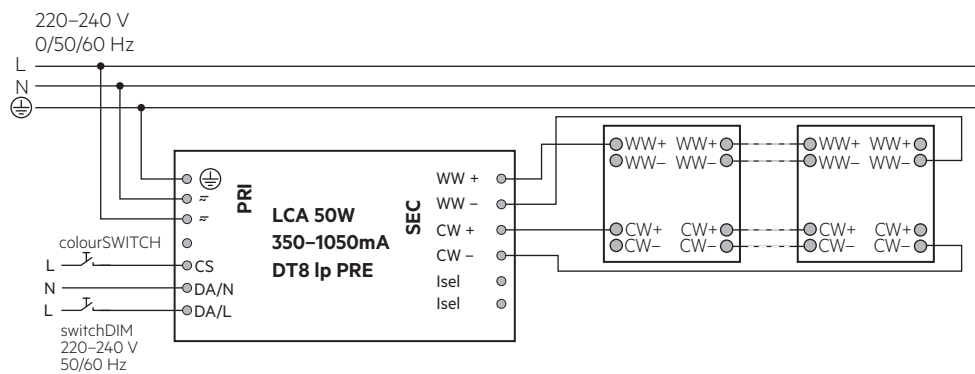 220–240 V
0/50/60 Hz
L
N
PRI
LCA 50W
350–1050mA
DT8 lp PRE
SEC
WW +
WW –
CW +
CW –
Isel
Isel
colourSWITCH
L
CS
N
DA/N
L
DA/L
switchDIM
220–240 V
50/60 Hz
WW+ WW+
WW– WW–
CW+ CW+
CW– CW–
WW+ WW+
WW– WW–
CW+ CW+
CW– CW–